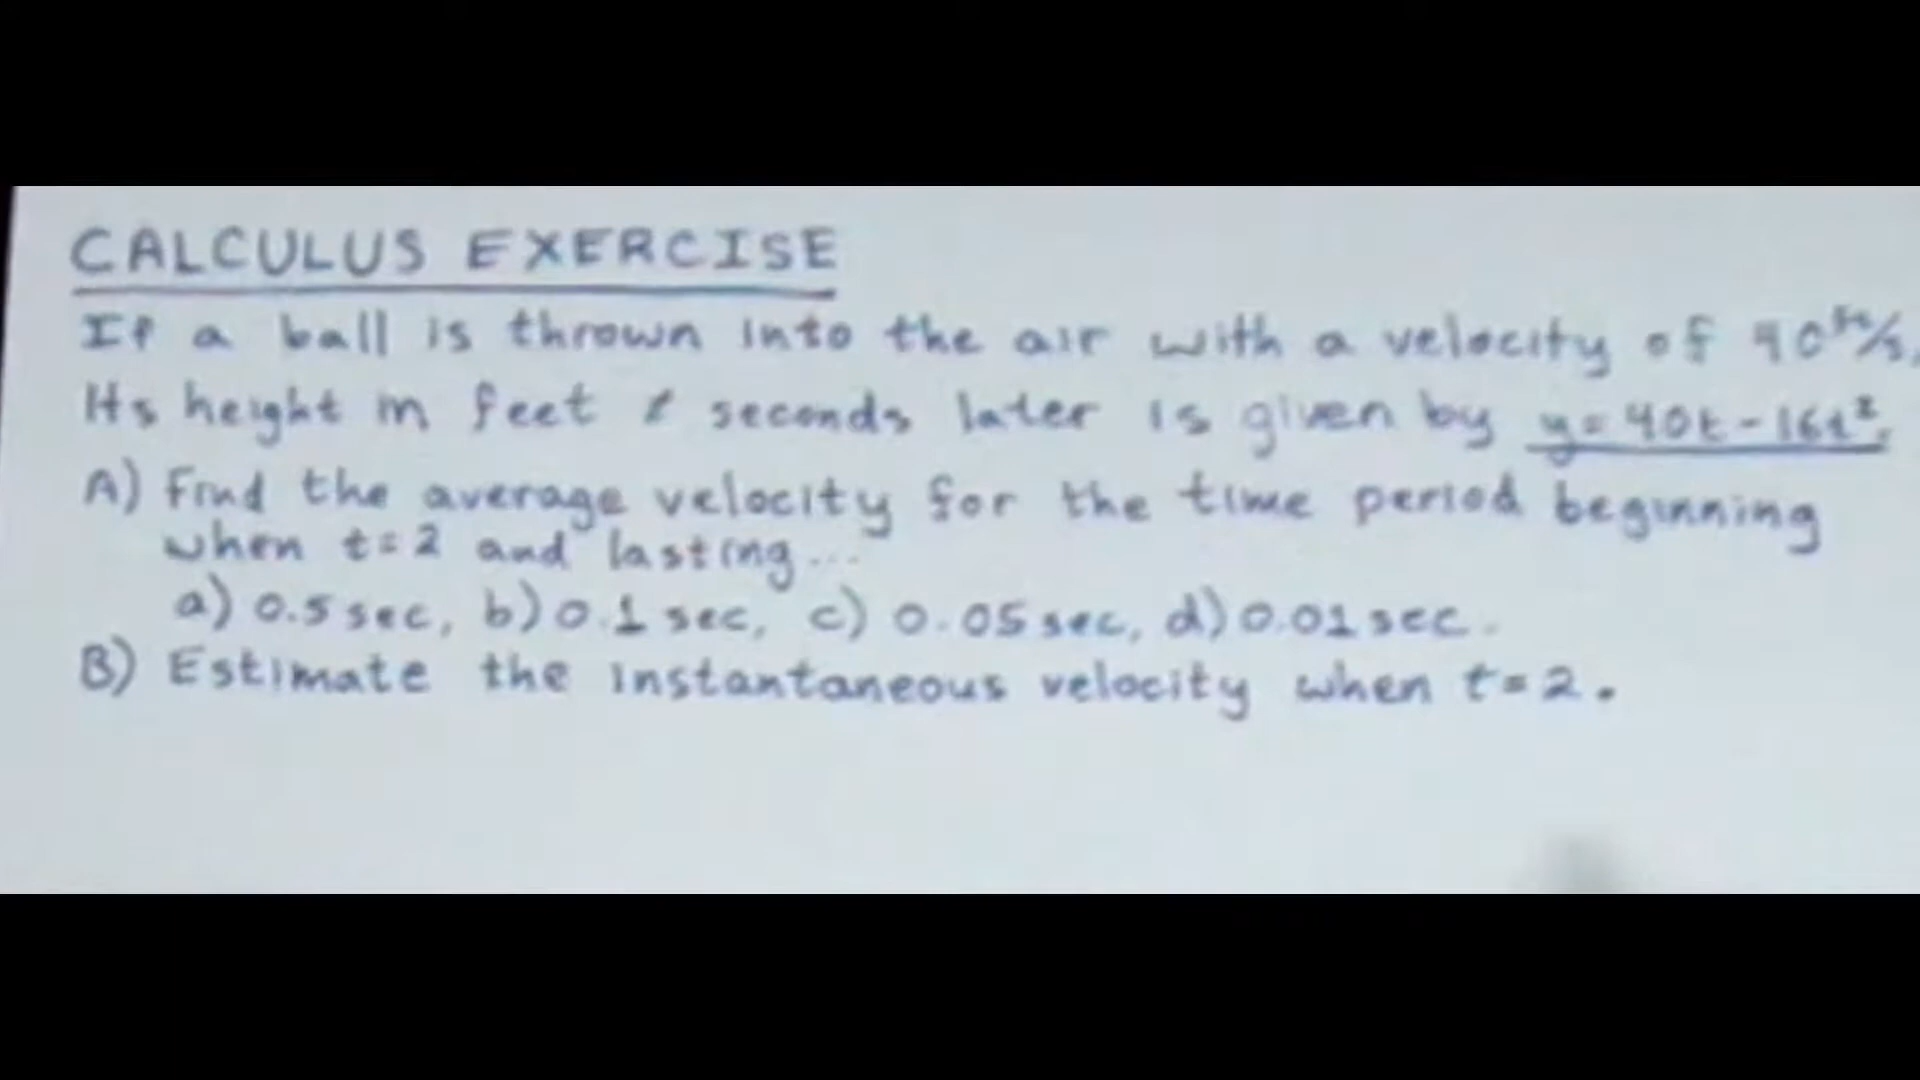 CALCULUS EXERCISE
If a ball is thrown into the air with a velocity of 40 ft/s,
Its height in feet t seconds later is given by y = 40t - 16t².
A) Find the average velocity for the time period beginning
when t = 2 and lasting...
a) 0.5 sec, b) 0.1 sec, c) 0.05 sec, d) 0.01 sec.
B) Estimate the instantaneous velocity when t = 2.